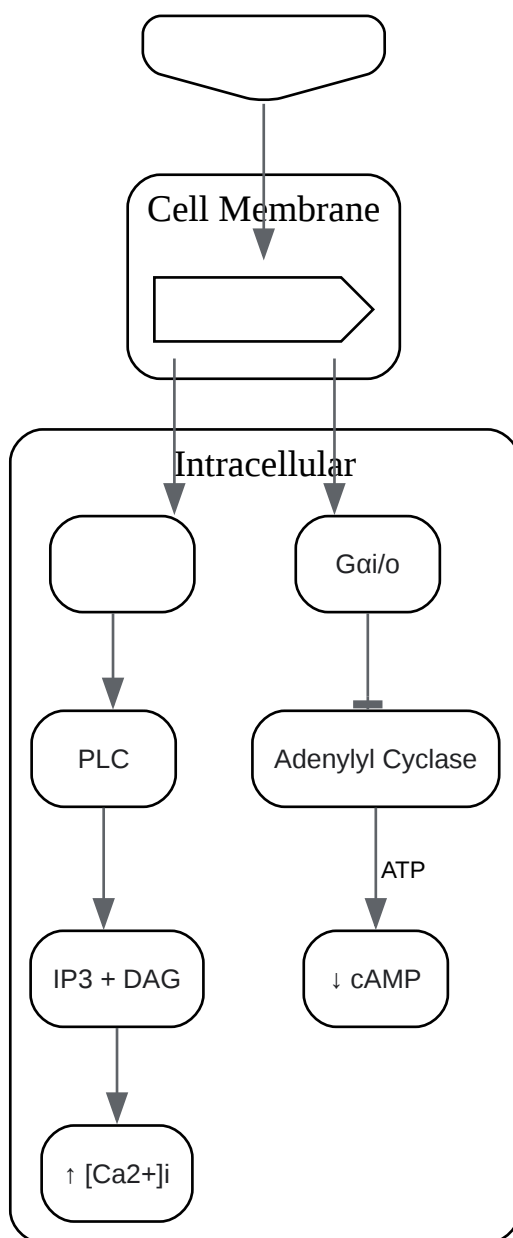 Cell Membrane
Intracellular
Gαi/o
PLC
Adenylyl Cyclase
ATP
IP3 + DAG
↓ cAMP
↑ [Ca2+]i